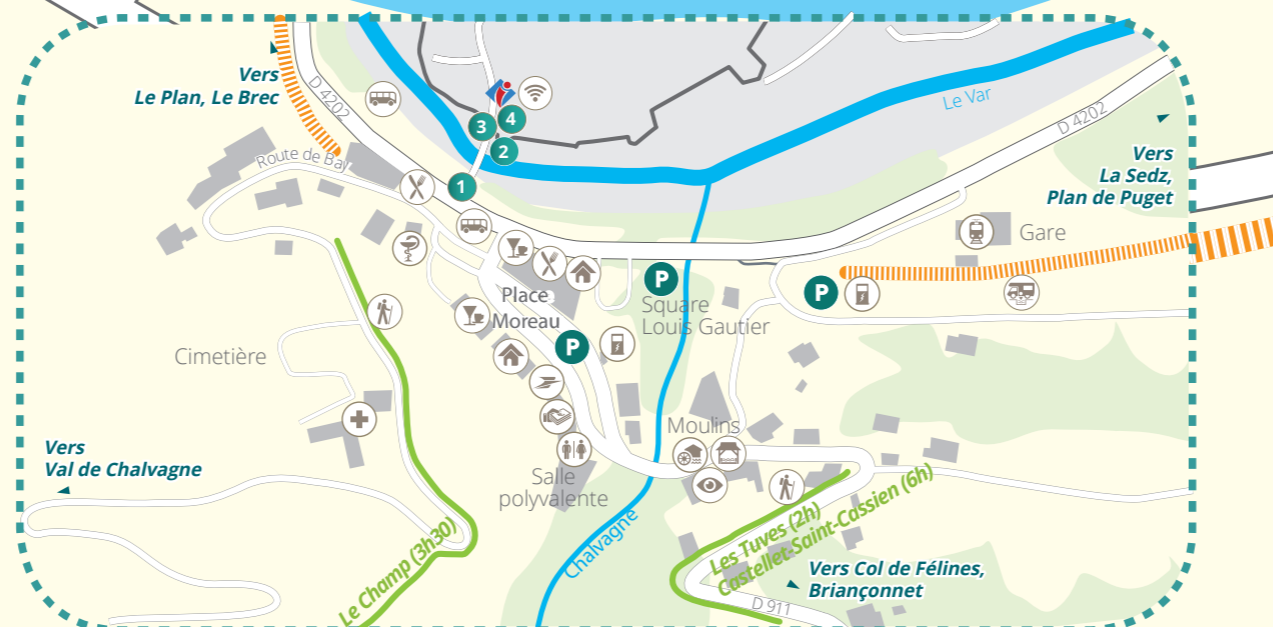 Vers
Le Plan, Le Brec
D 4202
Le Var
D 4202
3
4
2
1
Route de Bay
Vers
La Sedz,
Plan de Puget
Gare
P
P
Place
Moreau
P
Square
Louis Gautier
Cimetière
Moulins
Vers
Val de Chalvagne
Salle
polyvalente
Chalvagne
Le Champ (3h30)
Les Tuves (2h)
Castellet-Saint-Cassien (6h)
Vers Col de Félines,
Briançonnet
D 911